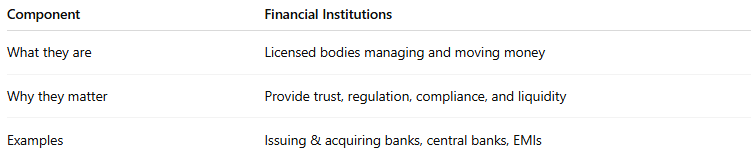 Component Financial Institutions
What they are Licensed bodies managing and moving money
Why they matter Provide trust, regulation, compliance, and liquidity
Examples Issuing & acquiring banks, central banks, EMIs